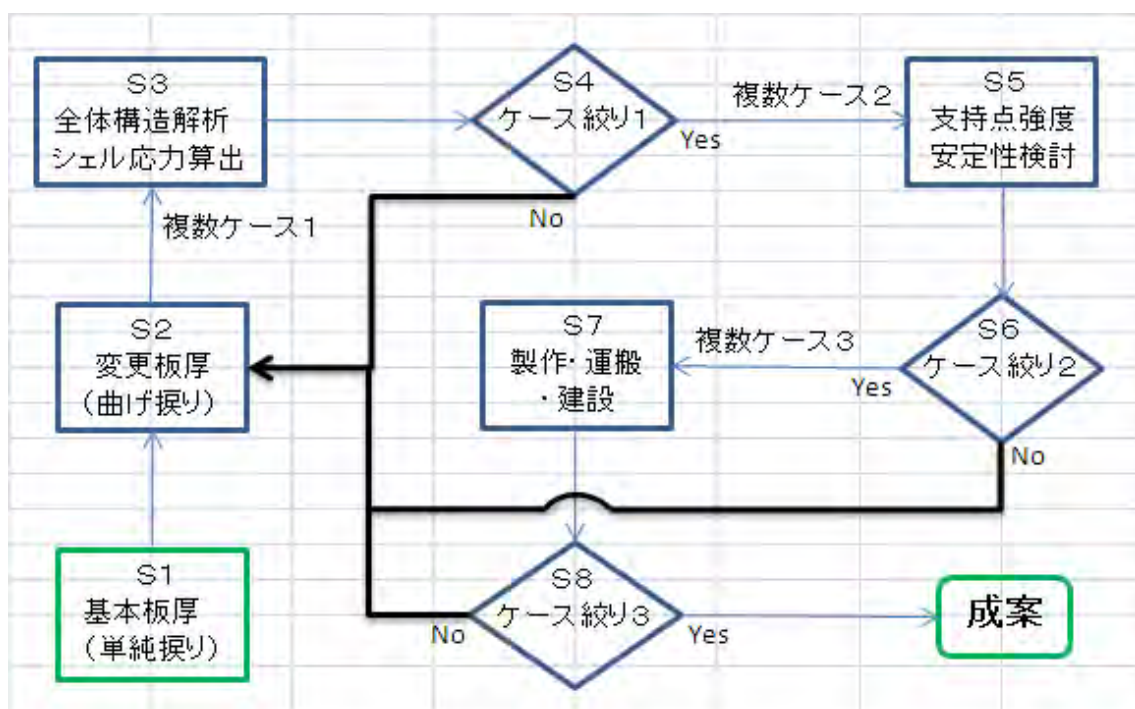 S3
全体構造解析
シェル応力算出
S4
ケース絞り1
複数ケース2
Yes
S5
支持点強度
安定性検討
No
複数ケース1
S2
変更板厚
(曲げ捩り)
S7
製作・運搬
・建設
複数ケース3
Yes
S6
ケース絞り2
No
S1
基本板厚
(単純捩り)
S8
ケース絞り3
No
Yes
成案